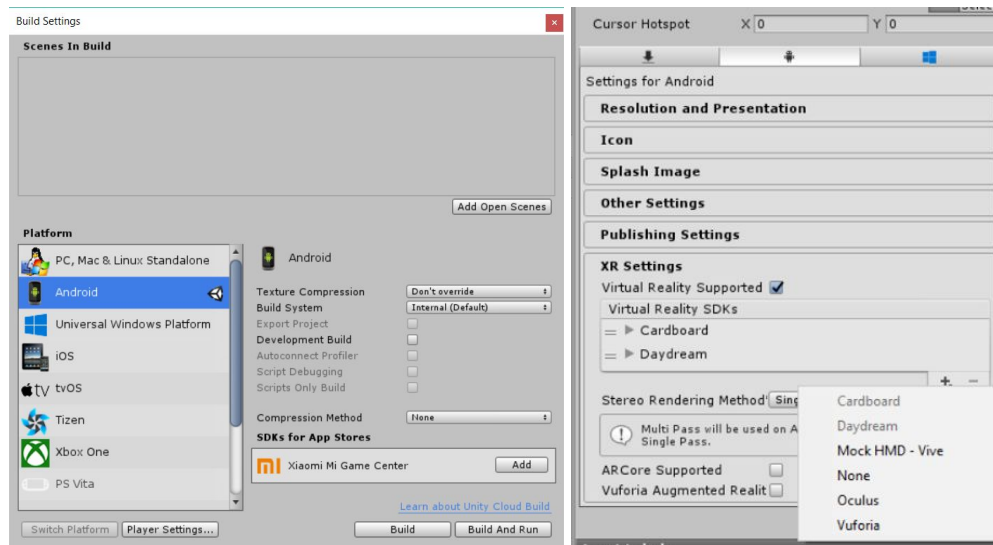 Build Settings
Scenes In Build
Add Open Scenes
Platform
PC, Mac & Linux Standalone
Android
Universal Windows Platform
iOS
tv tvOS
Tizen
Xbox One
PS Vita
Android
Texture Compression Don't override
Build System Internal (Default)
Export Project
Development Build
Autoconnect Profiler
Script Debugging
Scripts Only Build
Compression Method None
SDKs for App Stores
Xiaomi Mi Game Center Add
Learn about Unity Cloud Build
Switch Platform Player Settings... Build Build And Run
Cursor Hotspot X 0 Y 0
Settings for Android
Resolution and Presentation
Icon
Splash Image
Other Settings
Publishing Settings
XR Settings
Virtual Reality Supported
Virtual Reality SDKs
Cardboard
Daydream
Stereo Rendering Method* Sing
Multi Pass will be used on A
Single Pass.
ARCore Supported
Vuforia Augmented Realit
Cardboard
Daydream
Mock HMD - Vive
None
Oculus
Vuforia